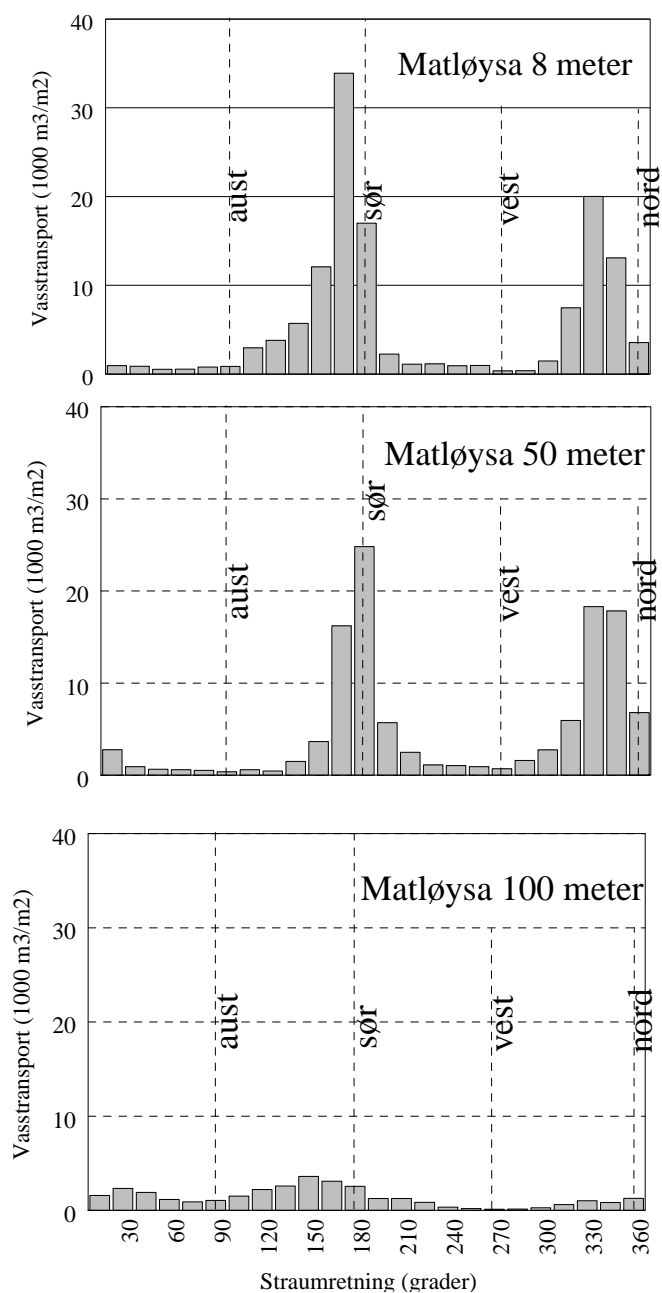 40
Matløysa 8 meter
30
Vasstransport (1000 m3/m2)
20
aust
sør
vest
nord
10
0
40
Matløysa 50 meter
30
Vasstransport (1000 m3/m2)
20
aust
sør
vest
nord
10
0
40
Matløysa 100 meter
30
Vasstransport (1000 m3/m2)
20
aust
sør
vest
nord
10
0
30 60 90 120 150 180 210 240 270 300 330 360
Straumretning (grader)